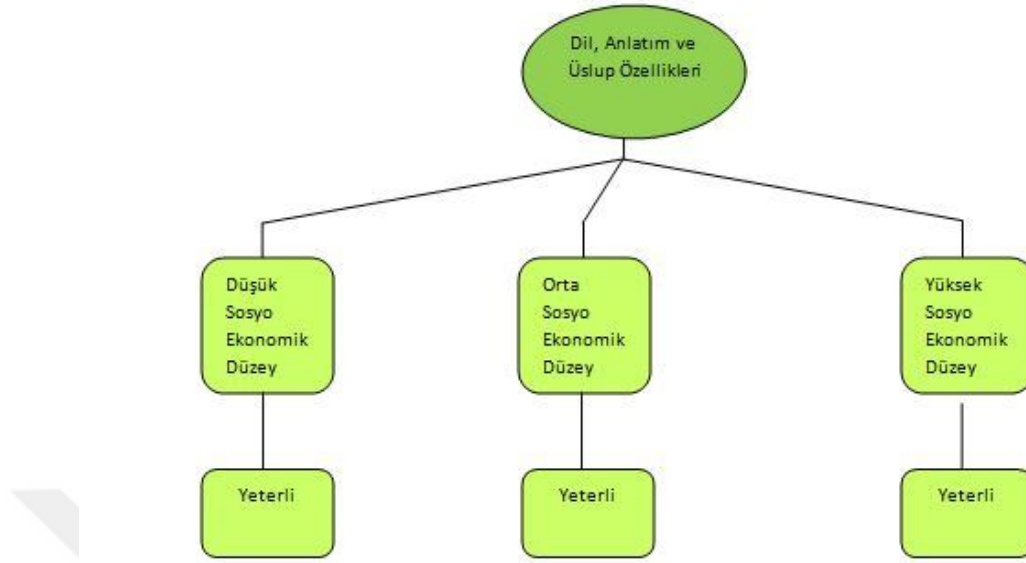 Dil, Anlatım ve
Üslup Özellikleri
Düşük
Sosyo
Ekonomik
Düzey
Orta
Sosyo
Ekonomik
Düzey
Yüksek
Sosyo
Ekonomik
Düzey
Yeterli
Yeterli
Yeterli